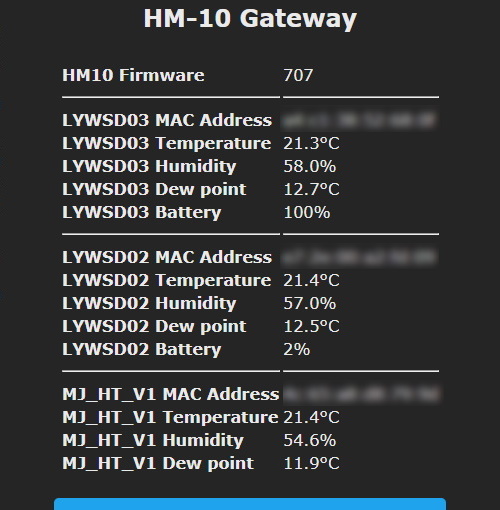 HM-10 Gateway
HM10 Firmware 707
LYWSD03 MAC Address
LYWSD03 Temperature 21.3°C
LYWSD03 Humidity 58.0%
LYWSD03 Dew point 12.7°C
LYWSD03 Battery 100%
LYWSD02 MAC Address
LYWSD02 Temperature 21.4°C
LYWSD02 Humidity 57.0%
LYWSD02 Dew point 12.5°C
LYWSD02 Battery 2%
MJ_HT_V1 MAC Address
MJ_HT_V1 Temperature 21.4°C
MJ_HT_V1 Humidity 54.6%
MJ_HT_V1 Dew point 11.9°C